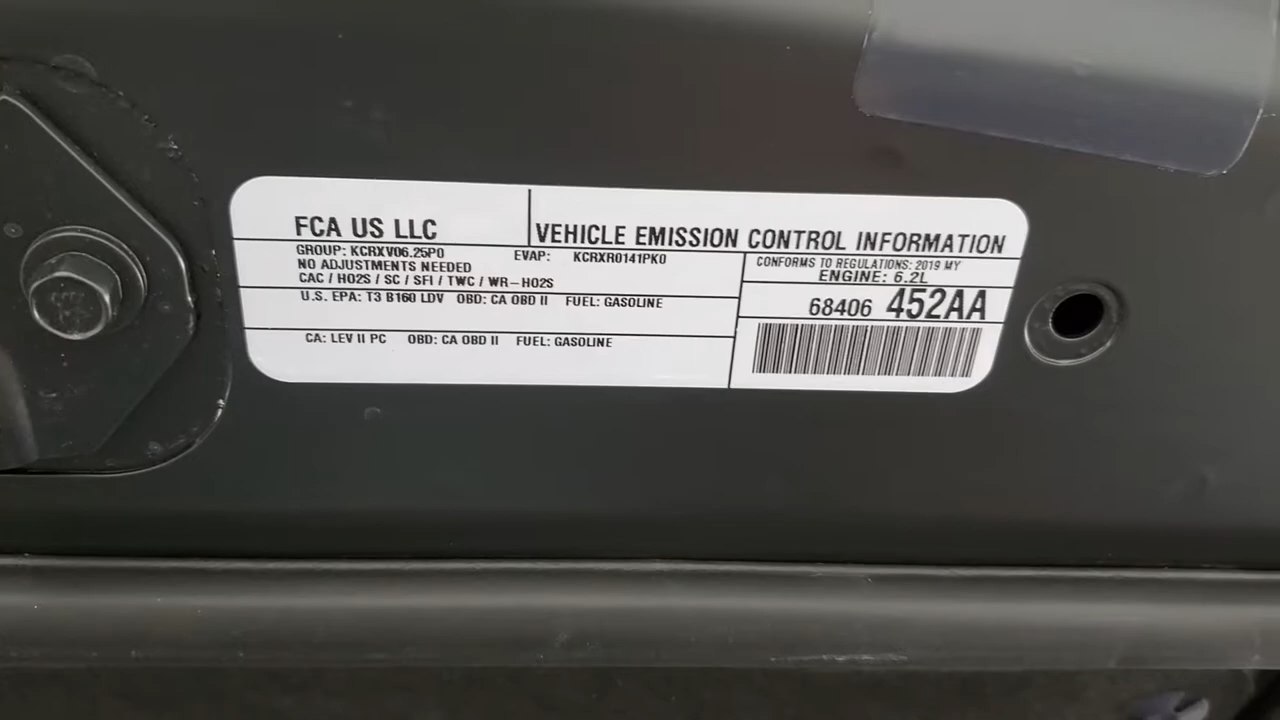 FCA US LLC
VEHICLE EMISSION CONTROL INFORMATION
GROUP: KCRXV06.25P0 EVAP: KCRXR0141PK0
NO ADJUSTMENTS NEEDED
CAC / HO2S / SC / SFI / TWC / WR-HO2S
CONFORMS TO REGULATIONS: 2019 MY
ENGINE: 6.2L
U.S. EPA: T3 B160 LDV OBD: CA OBD II FUEL: GASOLINE
68406 452AA
CA: LEV II PC OBD: CA OBD II FUEL: GASOLINE